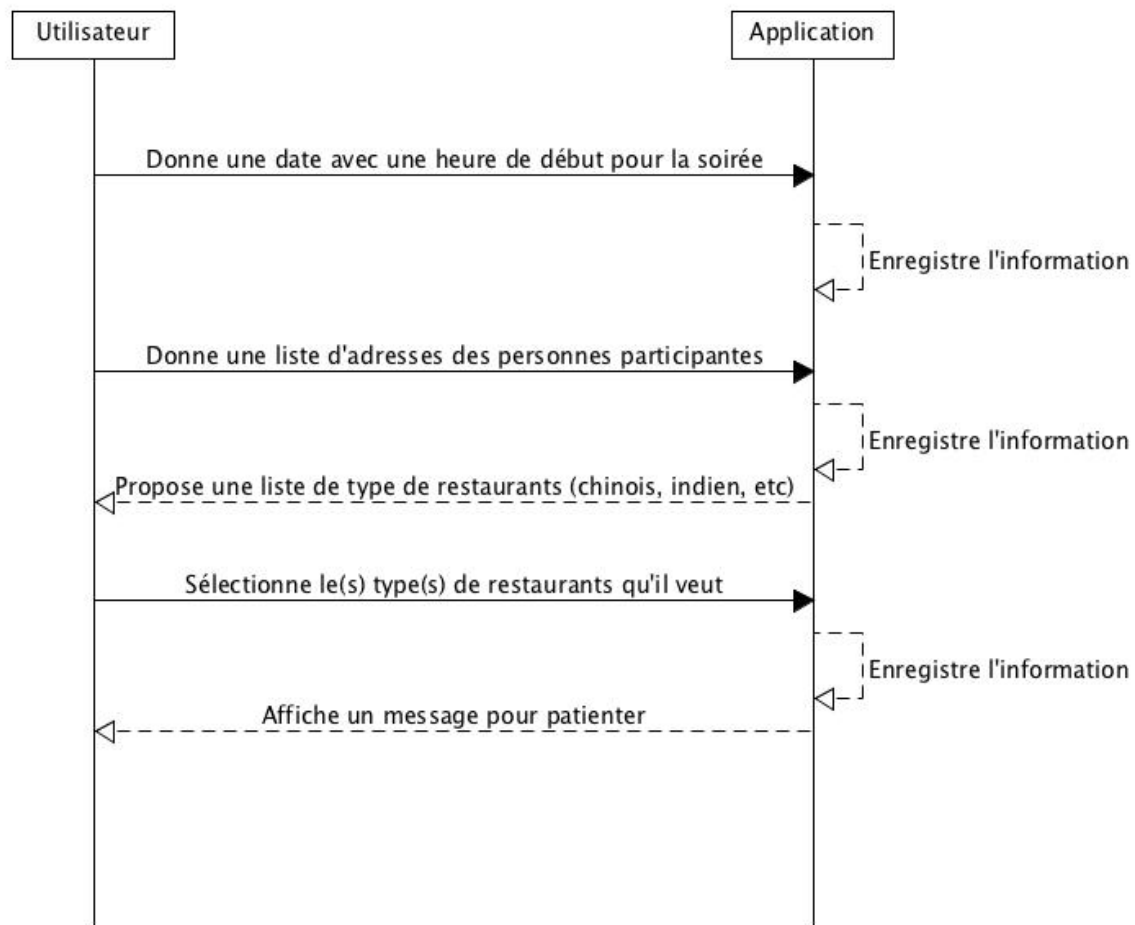 Utilisateur
Application
Donne une date avec une heure de début pour la soirée
Enregistre l'information
Donne une liste d'adresses des personnes participantes
Enregistre l'information
Propose une liste de type de restaurants (chinois, indien, etc)
Sélectionne le(s) type(s) de restaurants qu'il veut
Enregistre l'information
Affiche un message pour patienter